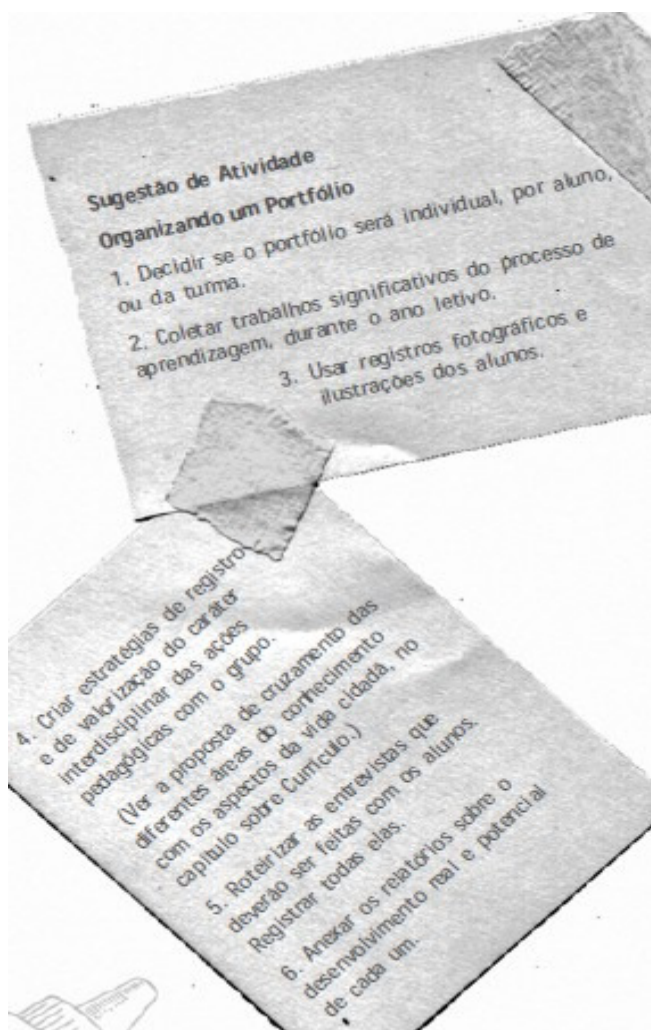 Sugestão de Atividade
Organizando um Portfólio
1. Decidir se o portfólio será individual, por aluno,
ou da turma.
2. Coletar trabalhos significativos do processo de
aprendizagem, durante o ano letivo.
3. Usar registros fotográficos e
ilustrações dos alunos.
4. Criar estratégias de registro
e de valorização do caráter
interdisciplinar das ações
pedagógicas com o grupo.
(Ver a proposta de cruzamento das
diferentes áreas do conhecimento
com os aspectos da vida cidadã, no
capítulo sobre Currículo.)
5. Roteirizar as entrevistas que
deverão ser feitas com os alunos.
Registrar todas elas.
6. Anexar os relatórios sobre o
desenvolvimento real e potencial
de cada um.